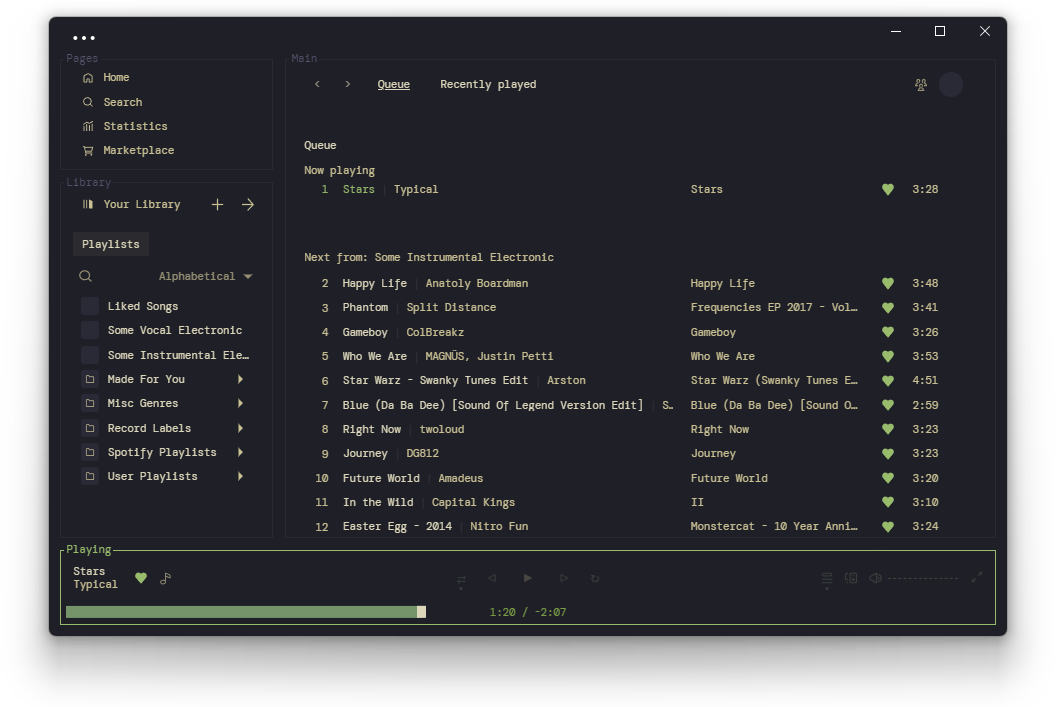 Pages
Home
Search
Statistics
Marketplace
Library
Your Library
Playlists
Alphabetical
Liked Songs
Some Vocal Electronic
Some Instrumental Ele…
Made For You
Misc Genres
Record Labels
Spotify Playlists
User Playlists
Main
Queue Recently played
Queue
Now playing
1 Stars | Typical Stars 3:28
Next from: Some Instrumental Electronic
2 Happy Life | Anatoly Boardman Happy Life 3:48
3 Phantom | Split Distance Frequencies EP 2017 - Vol… 3:41
4 Gameboy | ColBreakz Gameboy 3:26
5 Who We Are | MAGNÜS, Justin Petti Who We Are 3:53
6 Star Warz - Swanky Tunes Edit | Arston Star Warz (Swanky Tunes E… 4:51
7 Blue (Da Ba Dee) [Sound Of Legend Version Edit] | S… Blue (Da Ba Dee) [Sound O… 2:59
8 Right Now | twoloud Right Now 3:23
9 Journey | DG812 Journey 3:23
10 Future World | Amadeus Future World 3:20
11 In the Wild | Capital Kings II 3:10
12 Easter Egg - 2014 | Nitro Fun Monstercat - 10 Year Anni… 3:24
Playing
Stars
Typical
1:20 / -2:07